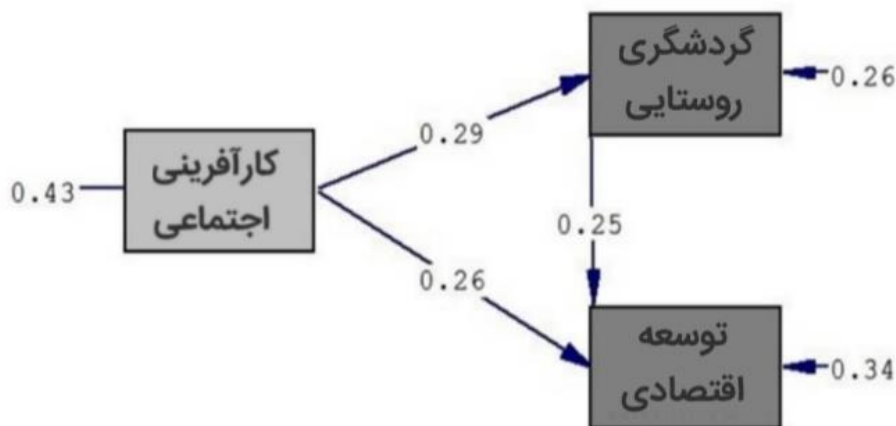 گردشگری
روستایی
0.26
0.29
کارآفرینی
اجتماعی
0.43
0.25
0.26
توسعه
اقتصادی
0.34